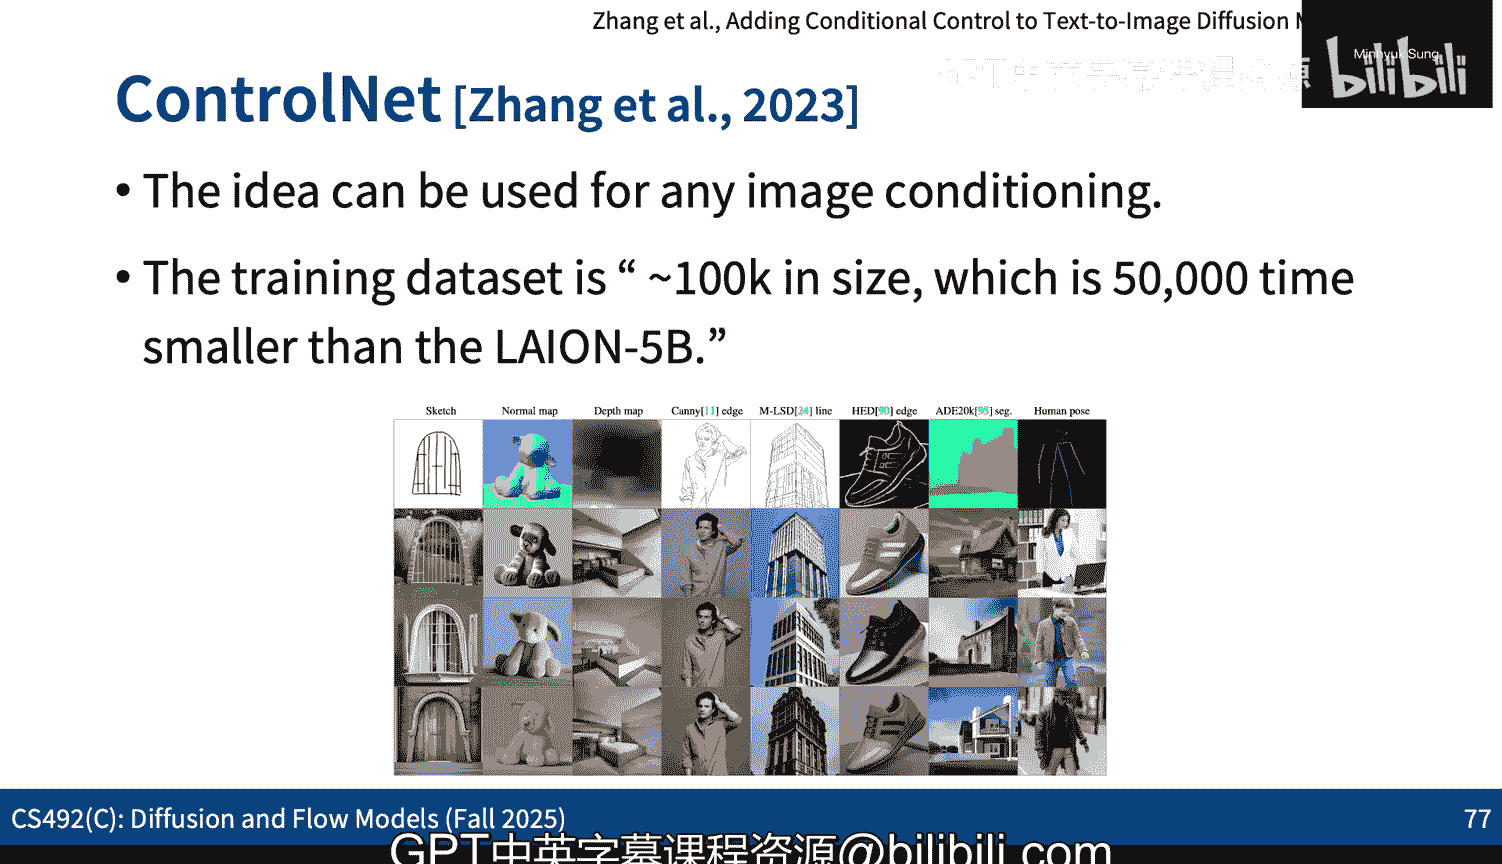 Zhang et al., Adding Conditional Control to Text-to-Image Diffusion
Minhyuk Sung
bilibili
ControlNet [Zhang et al., 2023]
• The idea can be used for any image conditioning.
• The training dataset is “ ~100k in size, which is 50,000 time
smaller than the LAION-5B.”
Sketch Normal map Depth map Canny[11] edge M-LSD[24] line HED[90] edge ADE20k[95] seg. Human pose
CS492(C): Diffusion and Flow Models (Fall 2025)
77
GPT中英字幕课程资源@bilibili.com